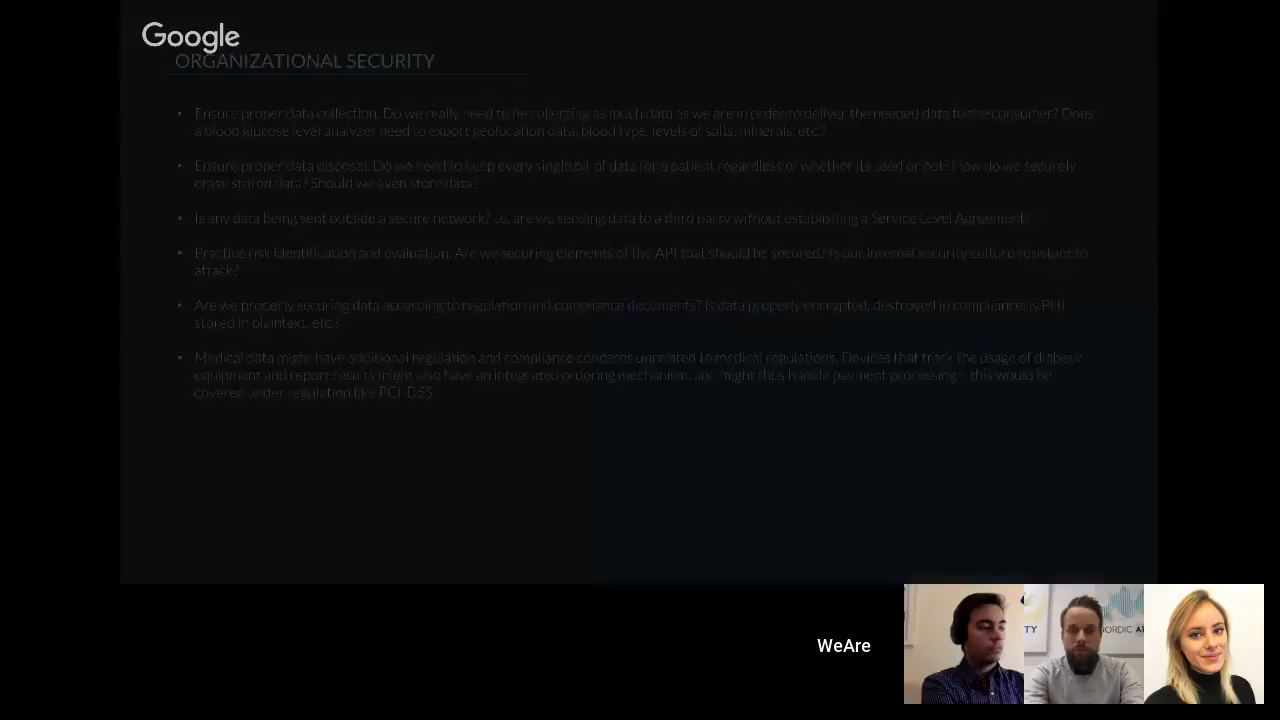 Google
ORGANIZATIONAL SECURITY
• Ensure proper data collection. Do we really need to be collecting as much data as we are in order to deliver the needed data to the consumer? Does
a blood glucose level analyzer need to export geolocation data, blood type, levels of salts, minerals, etc.?
• Ensure proper data disposal. Do we need to keep every single bit of data for a patient regardless of whether its used or not? How do we securely
erase stored data? Should we even store data?
• Is any data being sent outside a secure network? I.e. are we sending data to a third party without establishing a Service Level Agreement?
• Practice risk identification and evaluation. Are we securing elements of the API that should be secured? Is our internal security culture resistant to
attack?
• Are we properly securing data according to regulation and compliance documents? Is data properly encrypted, destroyed in compliance, is PHI
stored in plaintext, etc.?
• Medical data might have additional regulation and compliance concerns unrelated to medical regulations. Devices that track the usage of diabetic
equipment and report results might also have an integrated ordering mechanism, and might thus handle payment processing – this would be
covered under regulation like PCI DSS
TY
NORDIC AP
WeAre